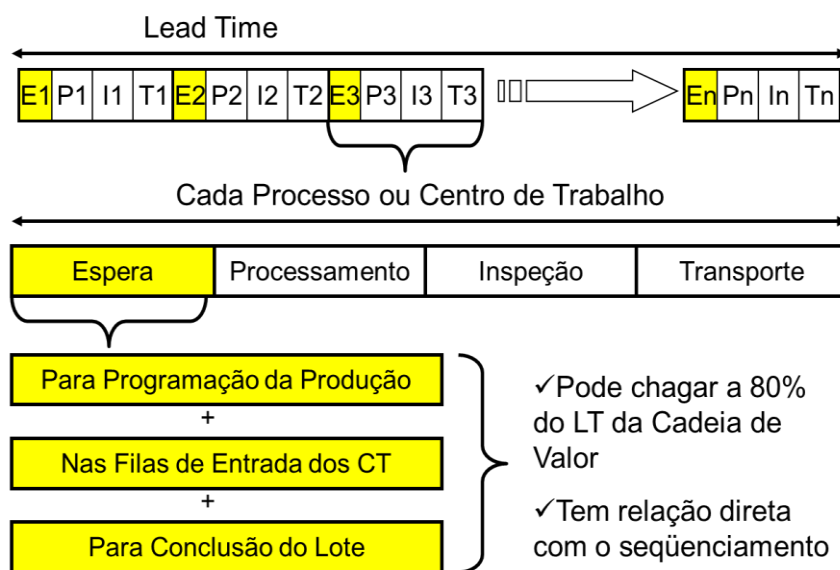 Lead Time
E1 P1 I1 T1 E2 P2 I2 T2 E3 P3 I3 T3 En Pn In Tn
Cada Processo ou Centro de Trabalho
Espera Processamento Inspeção Transporte
Para Programação da Produção
+
Nas Filas de Entrada dos CT
+
Para Conclusão do Lote
✓Pode chagar a 80%
do LT da Cadeia de
Valor
✓Tem relação direta
com o seqüenciamento